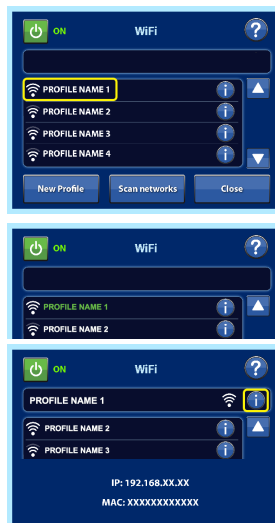 ON WiFi ?
PROFILE NAME 1 i
PROFILE NAME 2 i
PROFILE NAME 3 i
PROFILE NAME 4 i
New Profile Scan networks Close
ON WiFi ?
PROFILE NAME 1 i
PROFILE NAME 2 i
ON WiFi ?
PROFILE NAME 1 i
PROFILE NAME 2 i
PROFILE NAME 3 i
IP: 192.168.XX.XX
MAC: XXXXXXXXXXXX